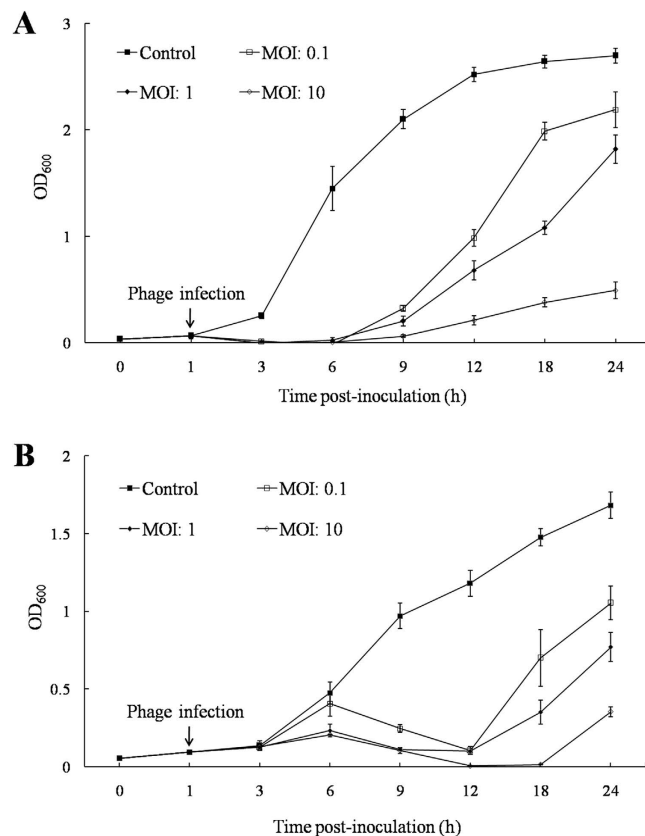 A
3
Control
MOI: 0.1
MOI: 1
MOI: 10
2
OD600
1
Phage infection
0
0 1 3 6 9 12 18 24
Time post-inoculation (h)
B
2
Control
MOI: 0.1
1.5
MOI: 1
MOI: 10
OD600
1
0.5
Phage infection
0
0 1 3 6 9 12 18 24
Time post-inoculation (h)